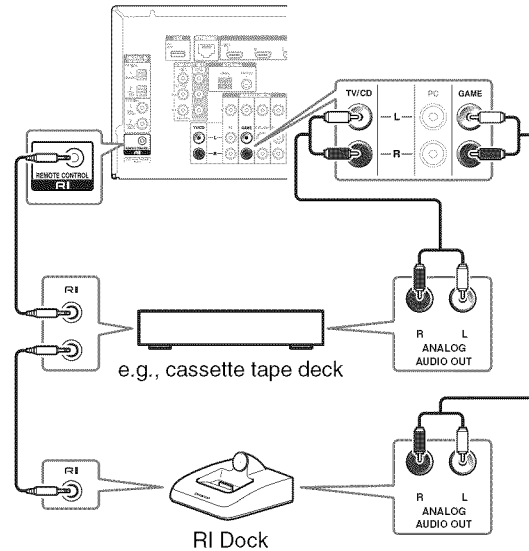 TV/CD PC GAME
L
R
TV/CD GAME
L
R
REMOTE CONTROL
RI
RI
R L
ANALOG
AUDIO OUT
e.g., cassette tape deck
RI
R L
ANALOG
AUDIO OUT
RI Dock